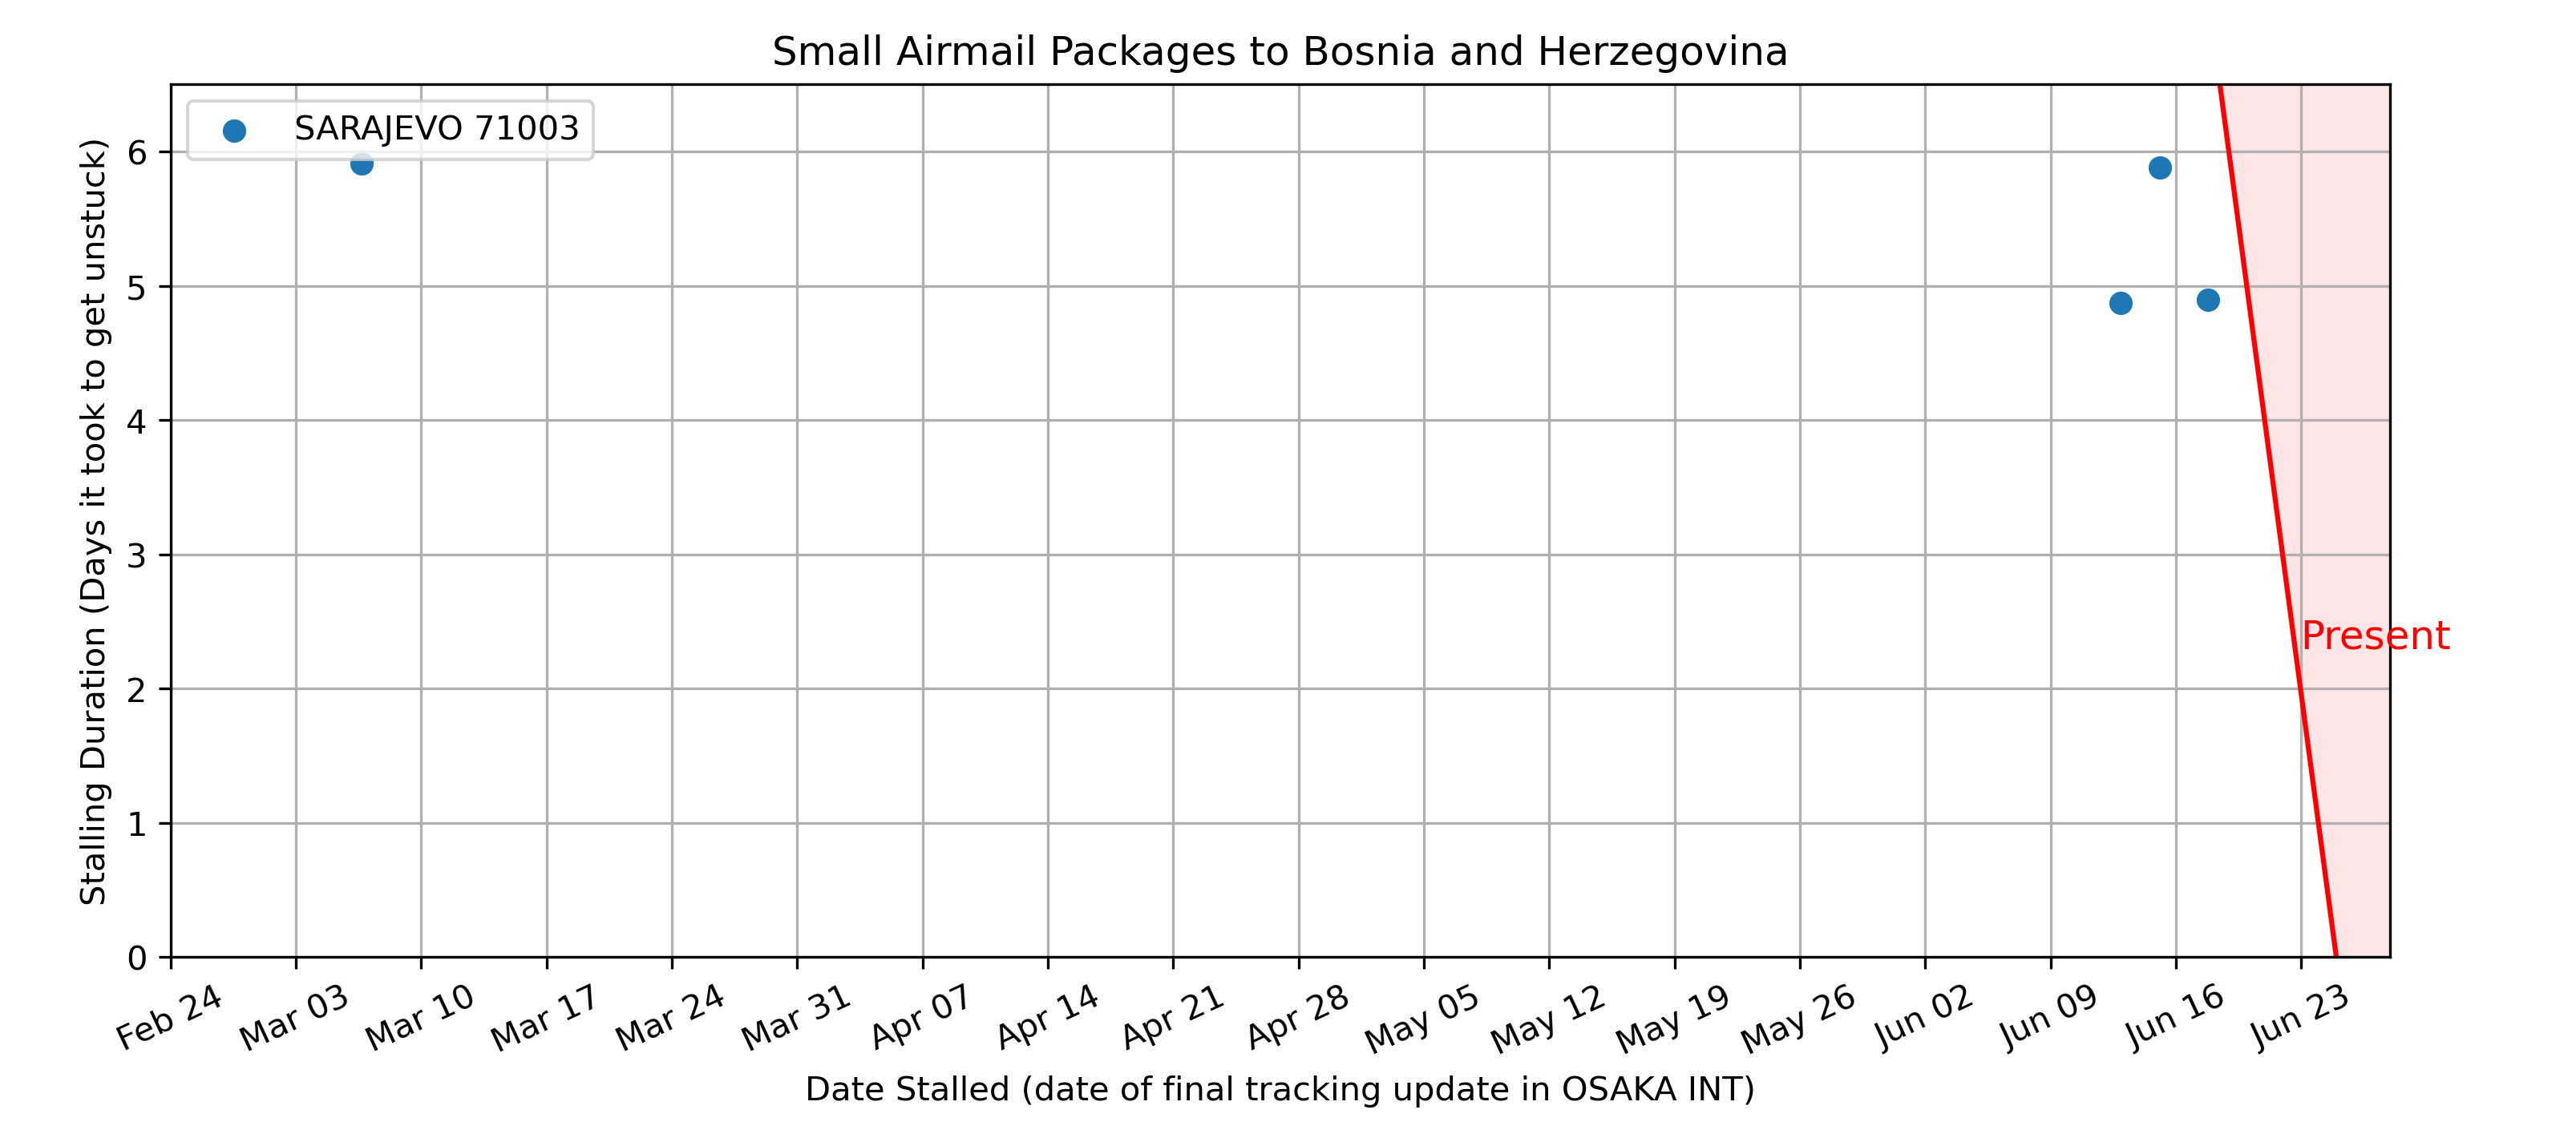 Small Airmail Packages to Bosnia and Herzegovina
SARAJEVO 71003
Stalling Duration (Days it took to get unstuck)
6
5
4
3
2
1
0
Present
Feb 24 Mar 03 Mar 10 Mar 17 Mar 24 Mar 31 Apr 07 Apr 14 Apr 21 Apr 28 May 05 May 12 May 19 May 26 Jun 02 Jun 09 Jun 16 Jun 23
Date Stalled (date of final tracking update in OSAKA INT)